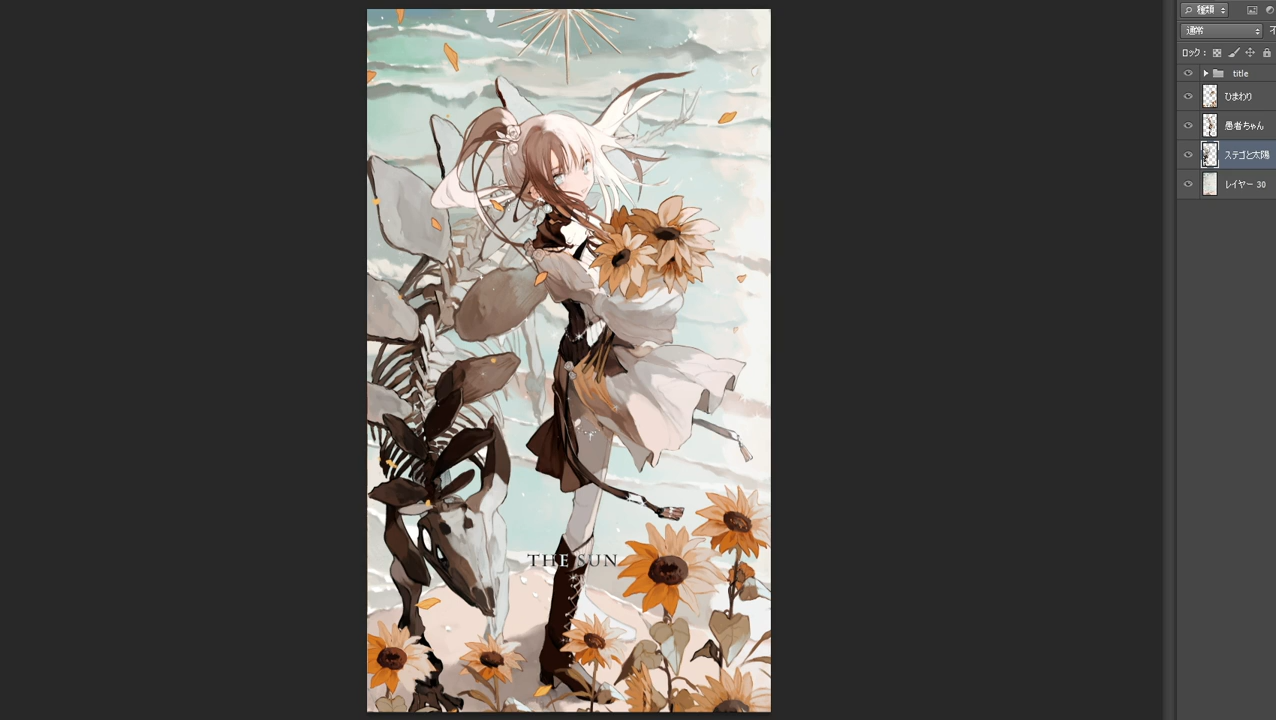 THE SUN
種類
通常
不
ロック：
title
ひまわり
愚者ちゃん
ステゴと太陽
レイヤー 30